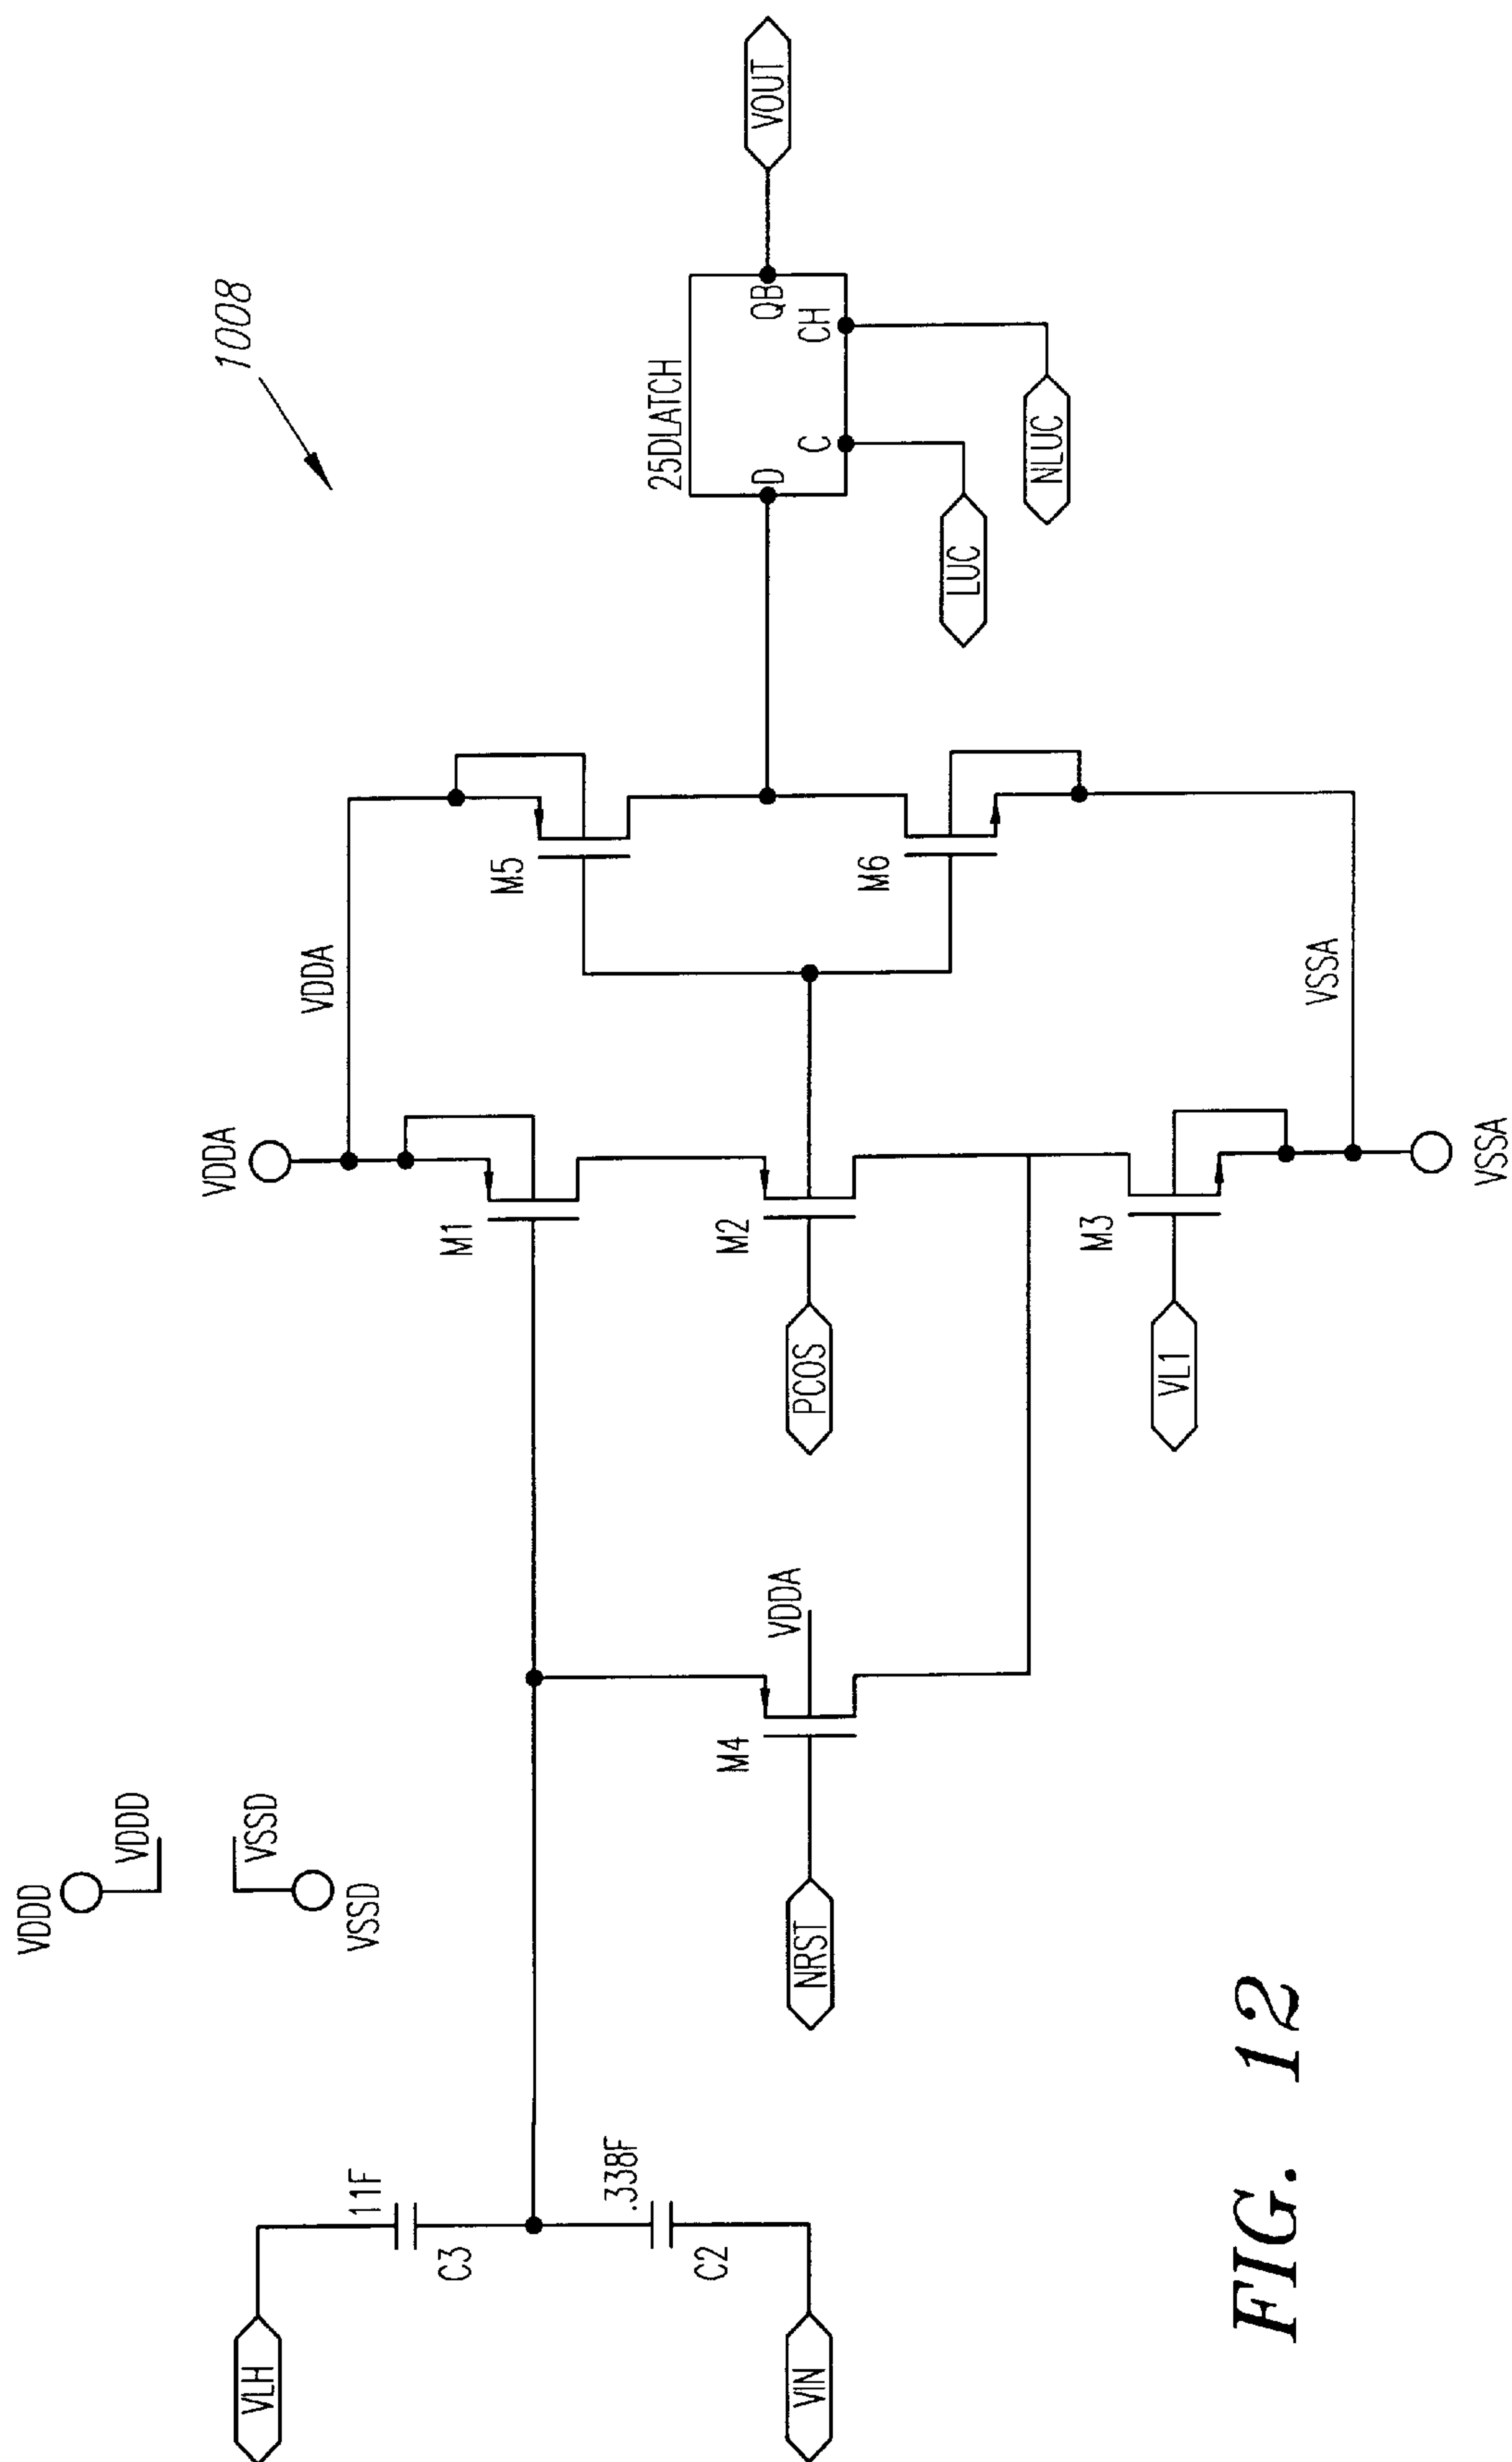 1008
VDDD
VDDD
VSSD
VSSD
VDDA
VDDA
VLH
11F
C3
.338F
C2
VIN
M1
M5
25DLATCH
D
QB
C
CH
VOUT
M4
VDDA
NRST
M2
PCOS
M6
LUC
NLUC
M3
VL1
VSSA
VSSA
FIG. 12